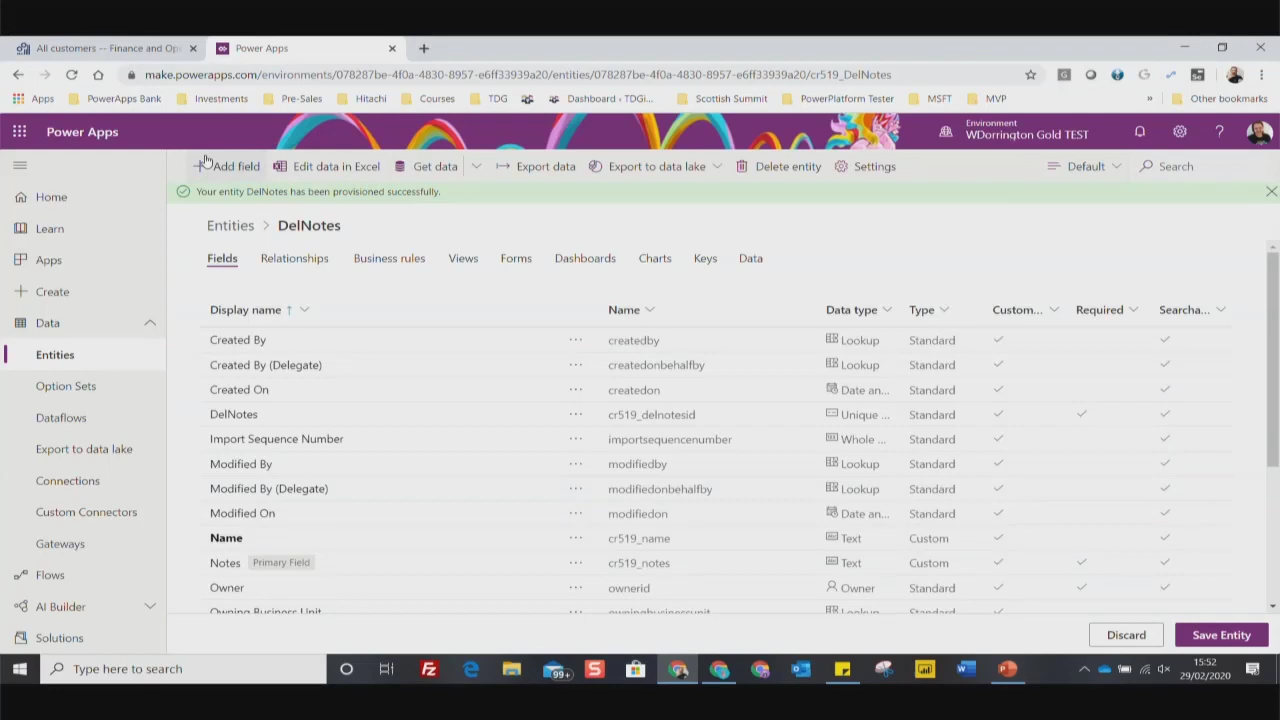 All customers -- Finance and Op
Power Apps
make.powerapps.com/environments/078287be-4f0a-4830-8957-e6ff33939a20/entities/078287be-4f0a-4830-8957-e6ff33939a20/cr519_DelNotes
Apps PowerApps Bank Investments Pre-Sales Hitachi Courses TDG Dashboard ‹ TDGi... Scottish Summit PowerPlatform Tester MSFT MVP » Other bookmarks
Power Apps
Environment
WDorrington Gold TEST
Add field Edit data in Excel Get data Export data Export to data lake Delete entity Settings Default Search
Your entity DelNotes has been provisioned successfully.
Home
Learn
Apps
Create
Data
Entities
Option Sets
Dataflows
Export to data lake
Connections
Custom Connectors
Gateways
Flows
AI Builder
Solutions
Entities > DelNotes
Fields Relationships Business rules Views Forms Dashboards Charts Keys Data
Display name ↑ Name Data type Type Custom... Required Searcha...
Created By ··· createdby Lookup Standard
Created By (Delegate) ··· createdonbehalfby Lookup Standard
Created On ··· createdon Date an... Standard
DelNotes ··· cr519_delnotesid Unique ... Standard
Import Sequence Number ··· importsequencenumber Whole ... Standard
Modified By ··· modifiedby Lookup Standard
Modified By (Delegate) ··· modifiedonbehalfby Lookup Standard
Modified On ··· modifiedon Date an... Standard
Name ··· cr519_name Text Custom
Notes Primary Field ··· cr519_notes Text Custom
Owner ··· ownerid Owner Standard
Owning Business Unit ··· owningbusinessunit Lookup Standard
Discard Save Entity
Type here to search
99+
15:52
29/02/2020